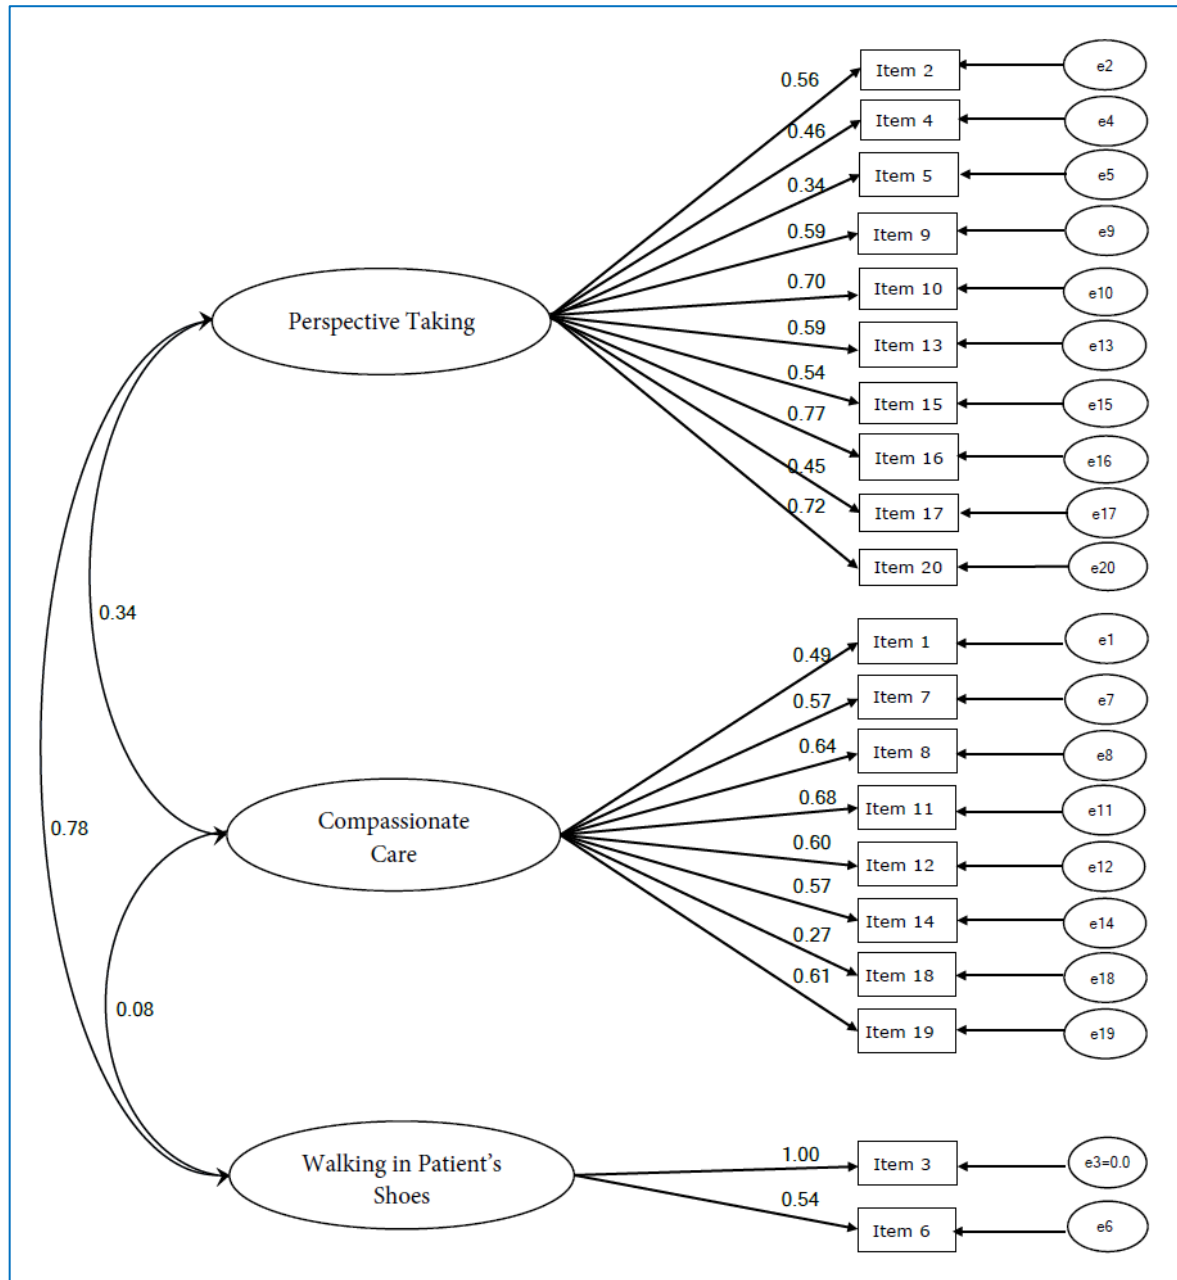 0.56
Item 2
e2
0.46
Item 4
e4
0.34
Item 5
e5
0.59
Item 9
e9
0.70
Item 10
e10
0.59
Item 13
e13
0.54
Item 15
e15
0.77
Item 16
e16
0.45
Item 17
e17
0.72
Item 20
e20
Perspective Taking
0.34
0.78
0.49
Item 1
e1
0.57
Item 7
e7
0.64
Item 8
e8
0.68
Item 11
e11
0.60
Item 12
e12
0.57
Item 14
e14
0.27
Item 18
e18
0.61
Item 19
e19
Compassionate
Care
0.08
Walking in Patient’s
Shoes
1.00
Item 3
e3=0.0
0.54
Item 6
e6